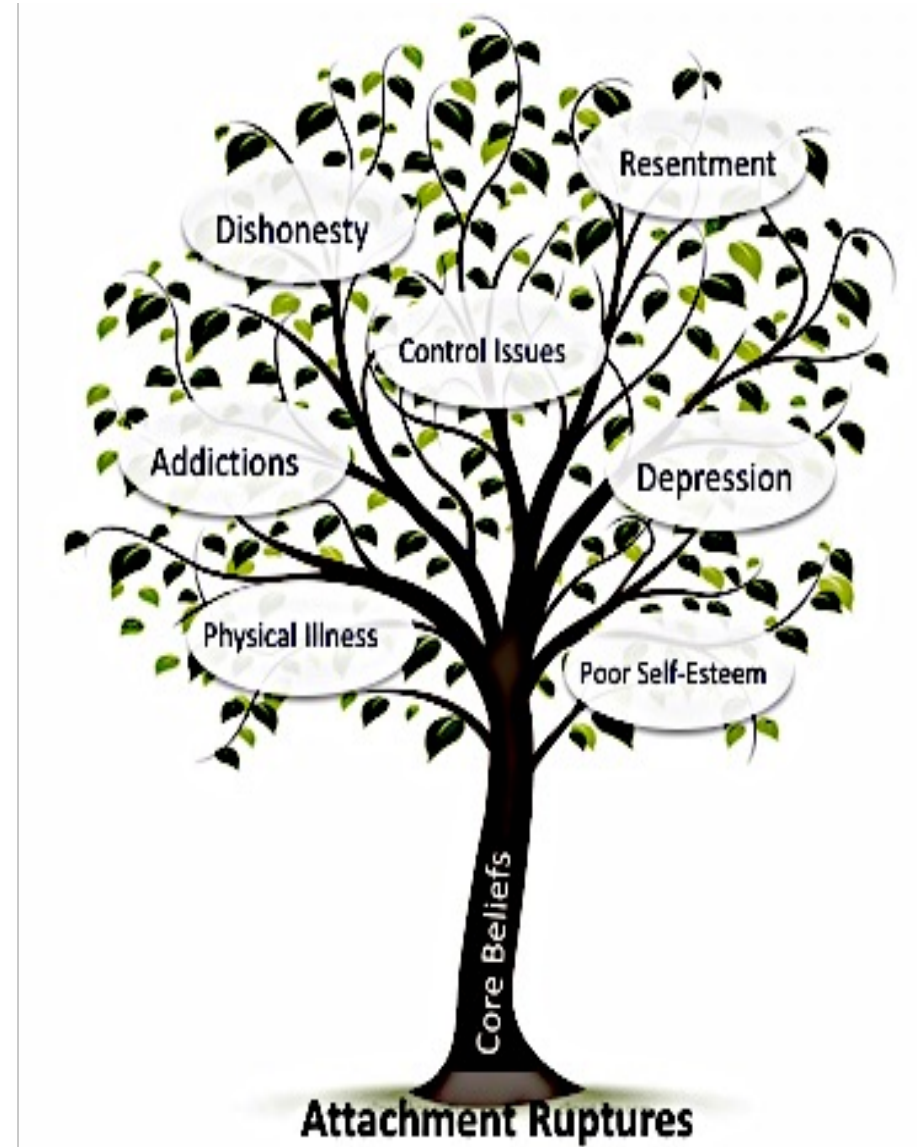 Resentment
Dishonesty
Control Issues
Addictions
Depression
Physical Illness
Poor Self-Esteem
Core Beliefs
Attachment Ruptures